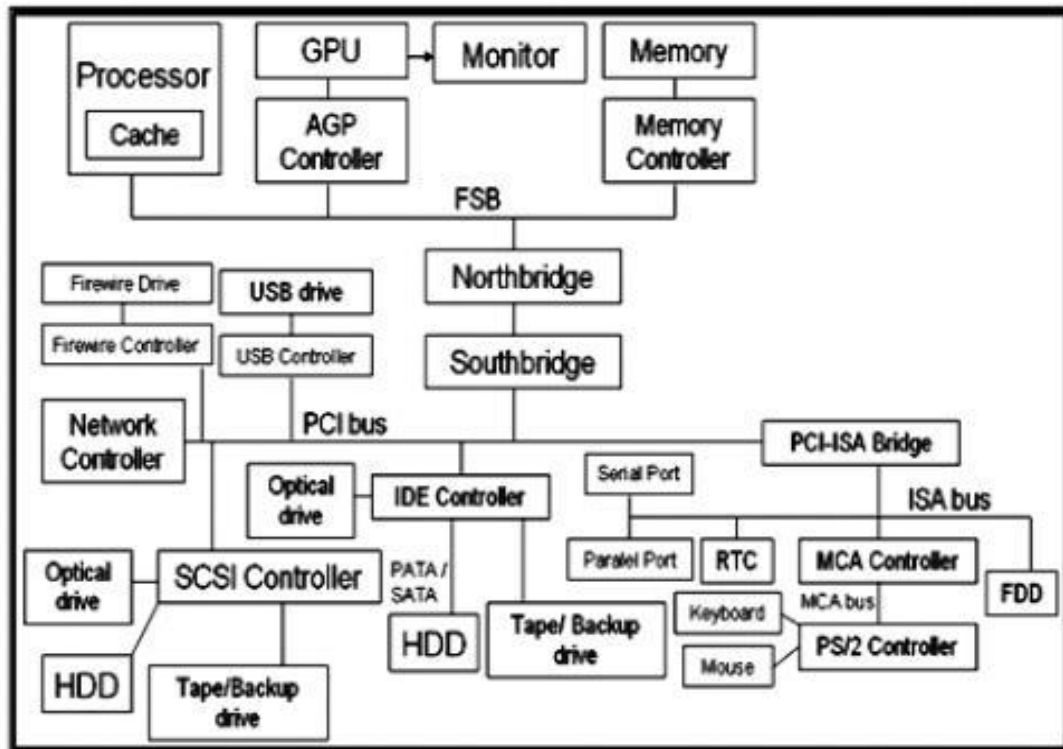 Processor
Cache
GPU
Monitor
Memory
AGP
Controller
Memory
Controller
FSB
Northbridge
Firewire Drive
USB drive
Firewire Controller
USB Controller
Southbridge
Network
Controller
PCI bus
PCI-ISA Bridge
Optical
drive
IDE Controller
Serial Port
ISA bus
Optical
drive
SCSI Controller
PATA /
SATA
Paralel Port
RTC
MCA Controller
FDD
MCA bus
HDD
Tape/Backup
drive
HDD
Tape/ Backup
drive
Keyboard
Mouse
PS/2 Controller